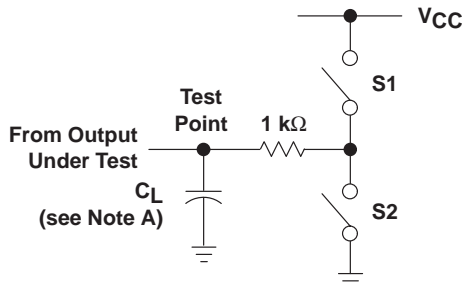 VCC
S1
Test
Point
1 kΩ
From Output
Under Test
CL
(see Note A)
S2